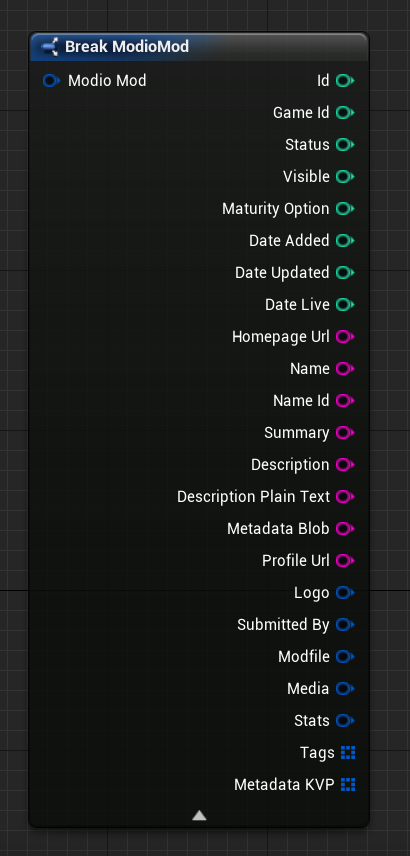 Break ModioMod
Modio Mod
Id
Game Id
Status
Visible
Maturity Option
Date Added
Date Updated
Date Live
Homepage Url
Name
Name Id
Summary
Description
Description Plain Text
Metadata Blob
Profile Url
Logo
Submitted By
Modfile
Media
Stats
Tags
Metadata KVP